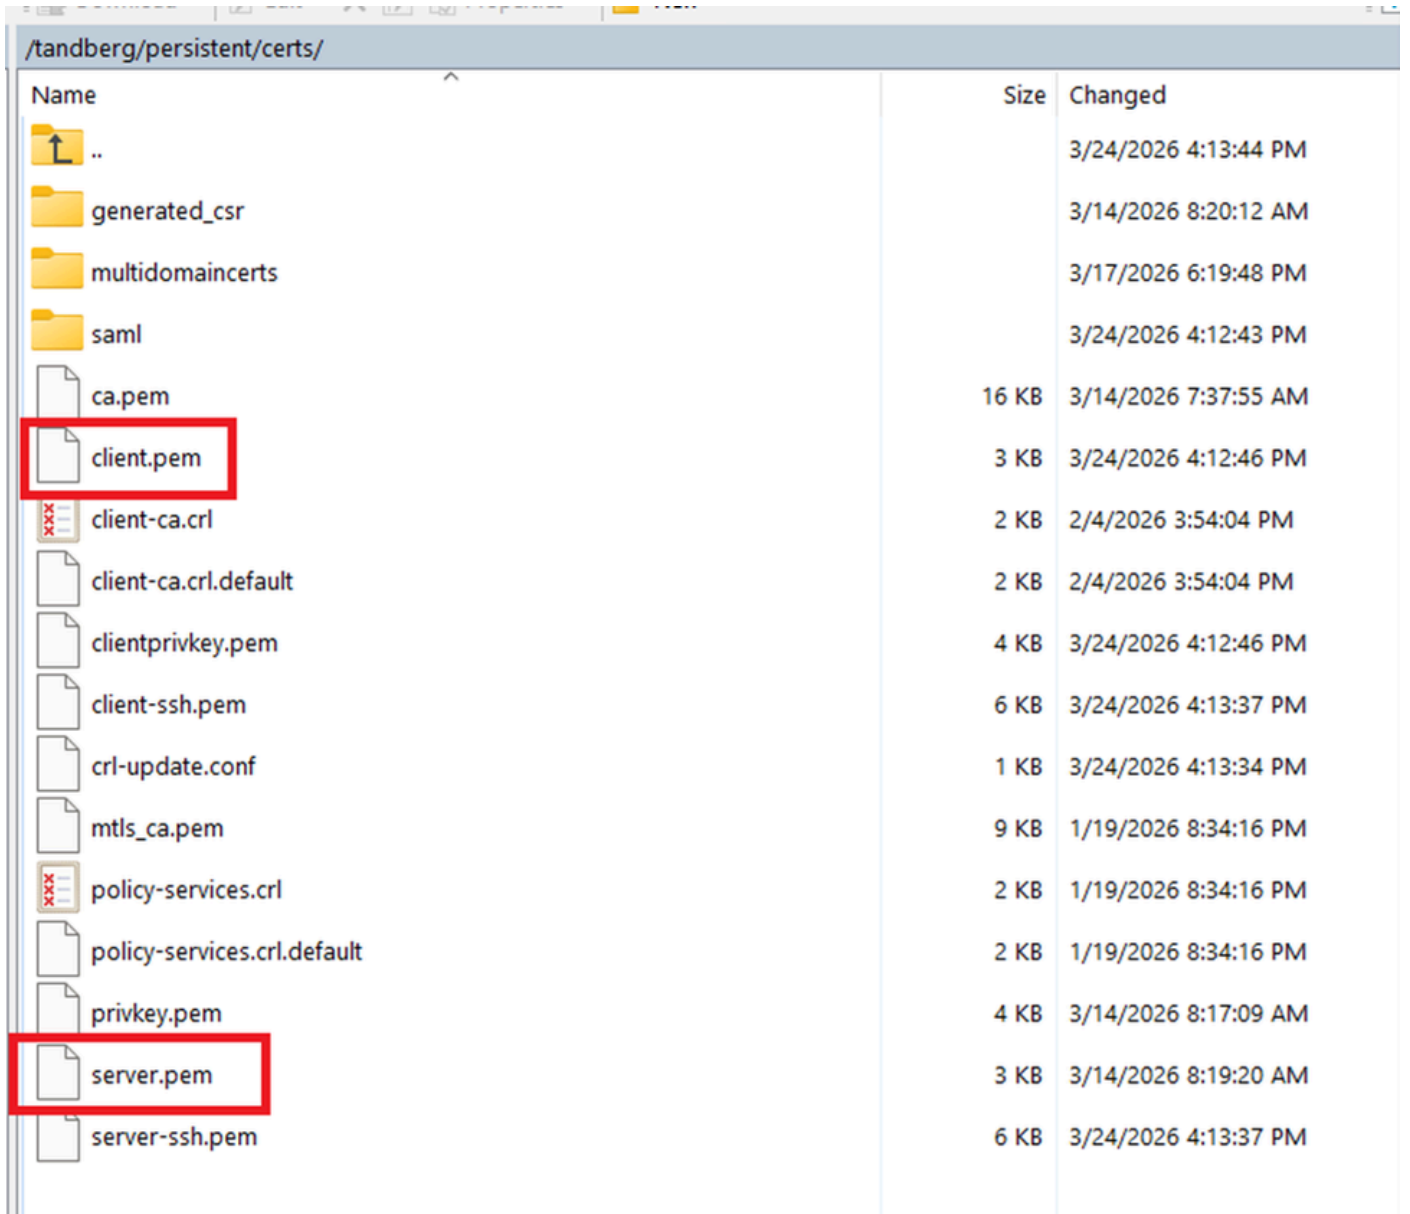 /tandberg/persistent/certs/
Name Size Changed
.. 3/24/2026 4:13:44 PM
generated_csr 3/14/2026 8:20:12 AM
multidomaincerts 3/17/2026 6:19:48 PM
saml 3/24/2026 4:12:43 PM
ca.pem 16 KB 3/14/2026 7:37:55 AM
client.pem 3 KB 3/24/2026 4:12:46 PM
client-ca.crl 2 KB 2/4/2026 3:54:04 PM
client-ca.crl.default 2 KB 2/4/2026 3:54:04 PM
clientprivkey.pem 4 KB 3/24/2026 4:12:46 PM
client-ssh.pem 6 KB 3/24/2026 4:13:37 PM
crl-update.conf 1 KB 3/24/2026 4:13:34 PM
mtls_ca.pem 9 KB 1/19/2026 8:34:16 PM
policy-services.crl 2 KB 1/19/2026 8:34:16 PM
policy-services.crl.default 2 KB 1/19/2026 8:34:16 PM
privkey.pem 4 KB 3/14/2026 8:17:09 AM
server.pem 3 KB 3/14/2026 8:19:20 AM
server-ssh.pem 6 KB 3/24/2026 4:13:37 PM